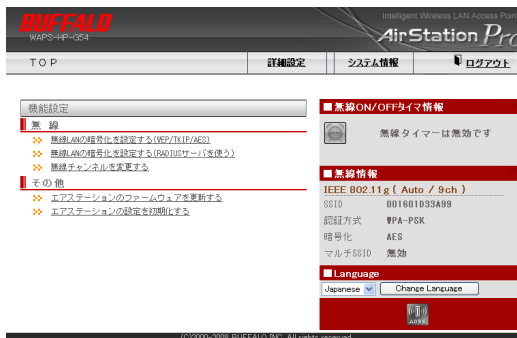 BUFFALO
WAPS-HP-G54
Intelligent Wireless LAN Access Poin
AirStation Pro
TOP
詳細設定
システム情報
ログアウト
機能設定
無 線
無線LANの暗号化を設定する(WEP/TKIP/AES)
無線LANの暗号化を設定する(RADIUSサーバを使う)
無線チャンネルを変更する
その他
エアステーションのファームウェアを更新する
エアステーションの設定を初期化する
■無線ON/OFFタイマ情報
無線タイマーは無効です
■無線情報
IEEE 802.11g ( Auto / 9ch )
SSID 001601D33A99
認証方式 WPA-PSK
暗号化 AES
マルチSSID 無効
■Language
Japanese
Change Language
AOSS
(C)2000-2008 BUFFALO INC. All rights reserved.